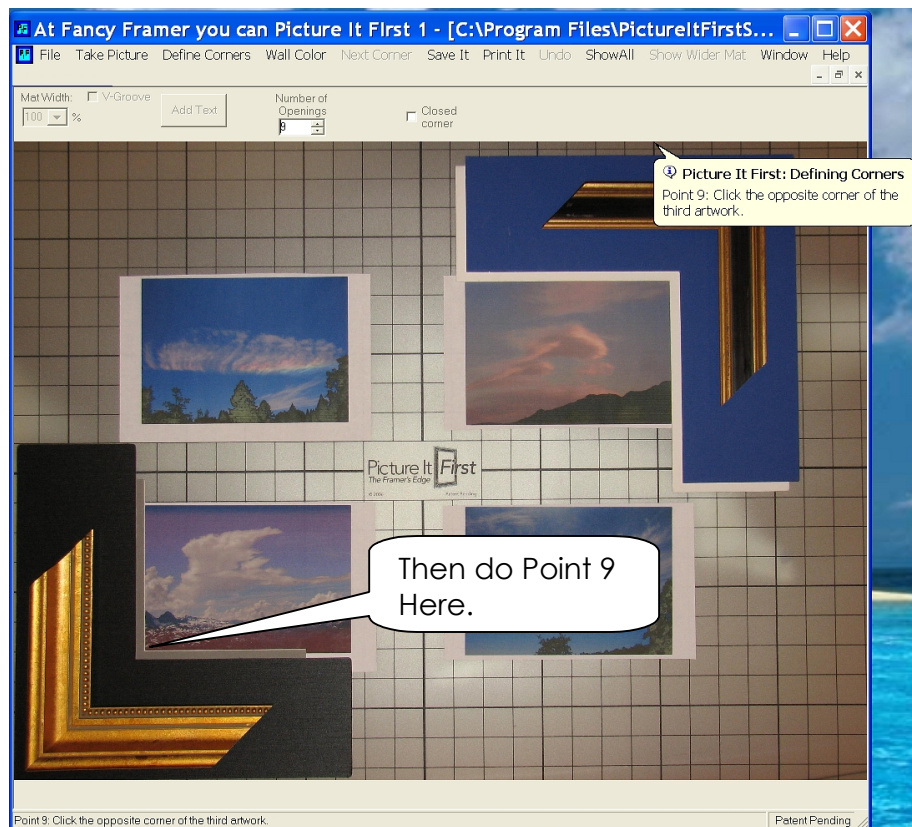 At Fancy Framer you can Picture It First 1 - [C:\Program Files\PictureItFirstS...
File Take Picture Define Corners Wall Color Next Corner Save It Print It Undo ShowAll Show Wider Mat Window Help
Mat Width:
100 %
V-Groove
Add Text
Number of
Openings
9
Closed
corner
Picture It First: Defining Corners
Point 9: Click the opposite corner of the
third artwork.
Picture It First
The Framer's Edge
Then do Point 9
Here.
Point 9: Click the opposite corner of the third artwork.
Patent Pending